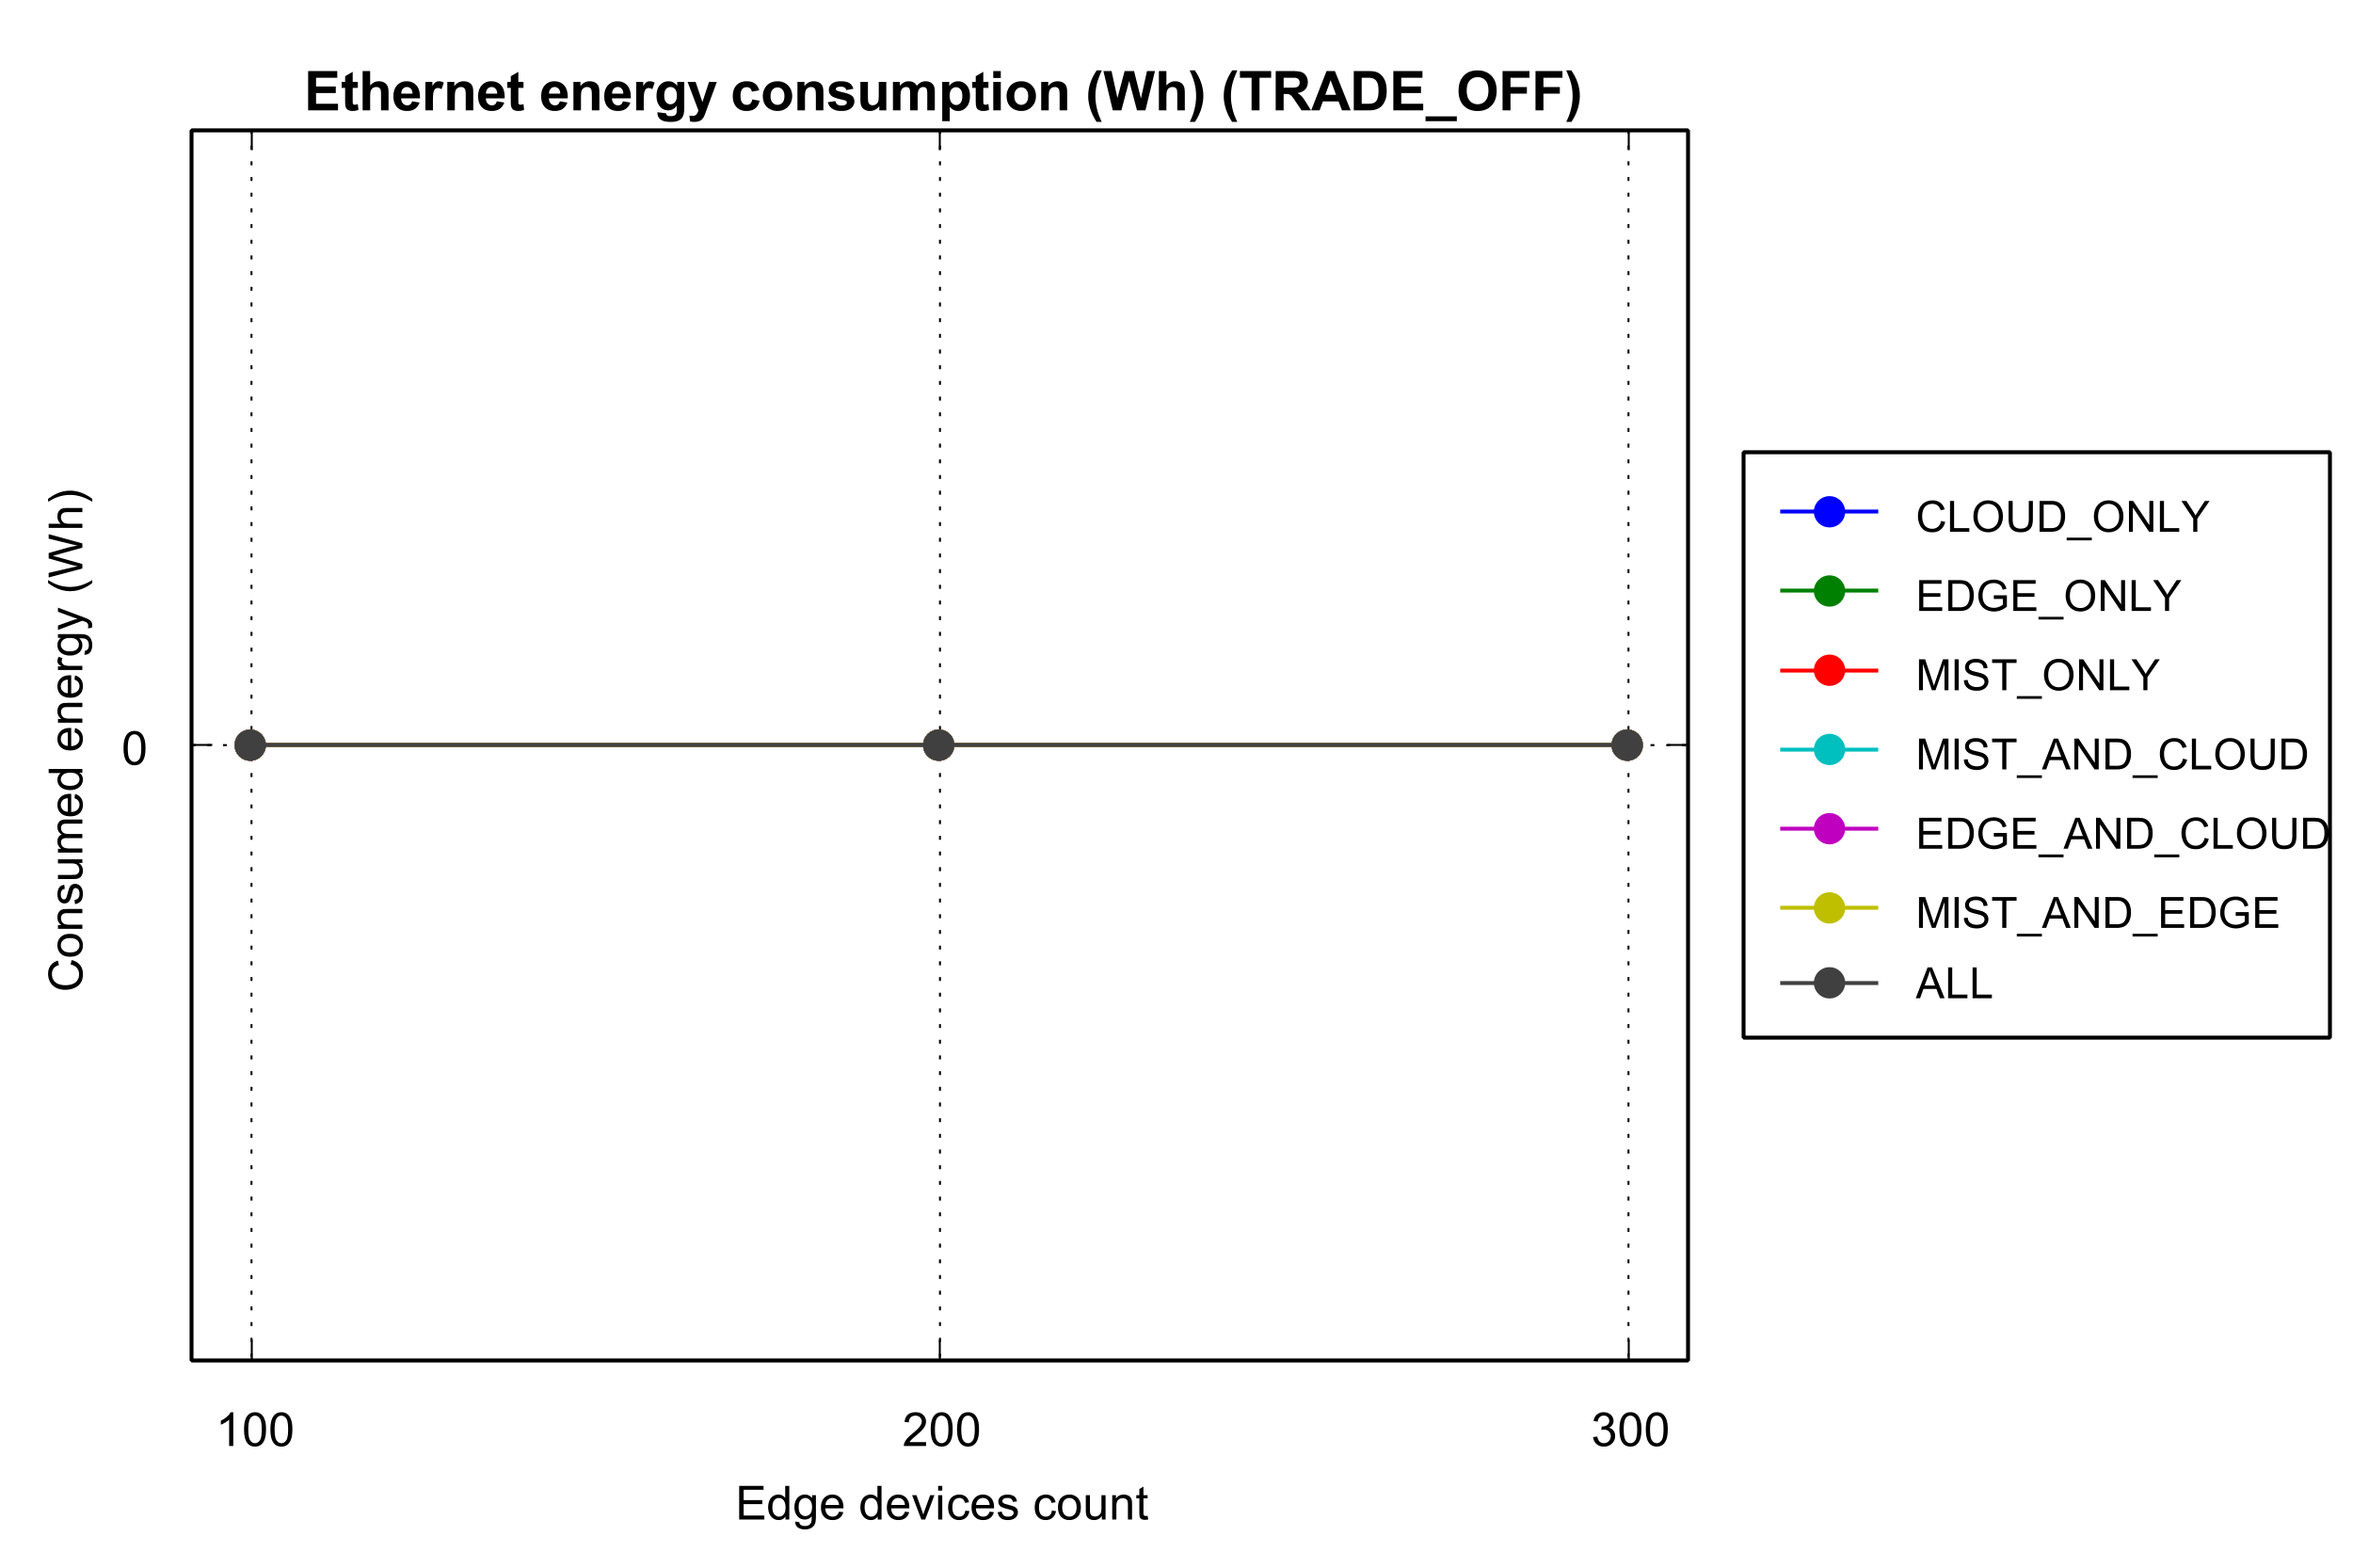 Ethernet energy consumption (Wh) (TRADE_OFF)
Consumed energy (Wh)
0
100
200
300
Edge devices count
CLOUD_ONLY
EDGE_ONLY
MIST_ONLY
MIST_AND_CLOUD
EDGE_AND_CLOUD
MIST_AND_EDGE
ALL